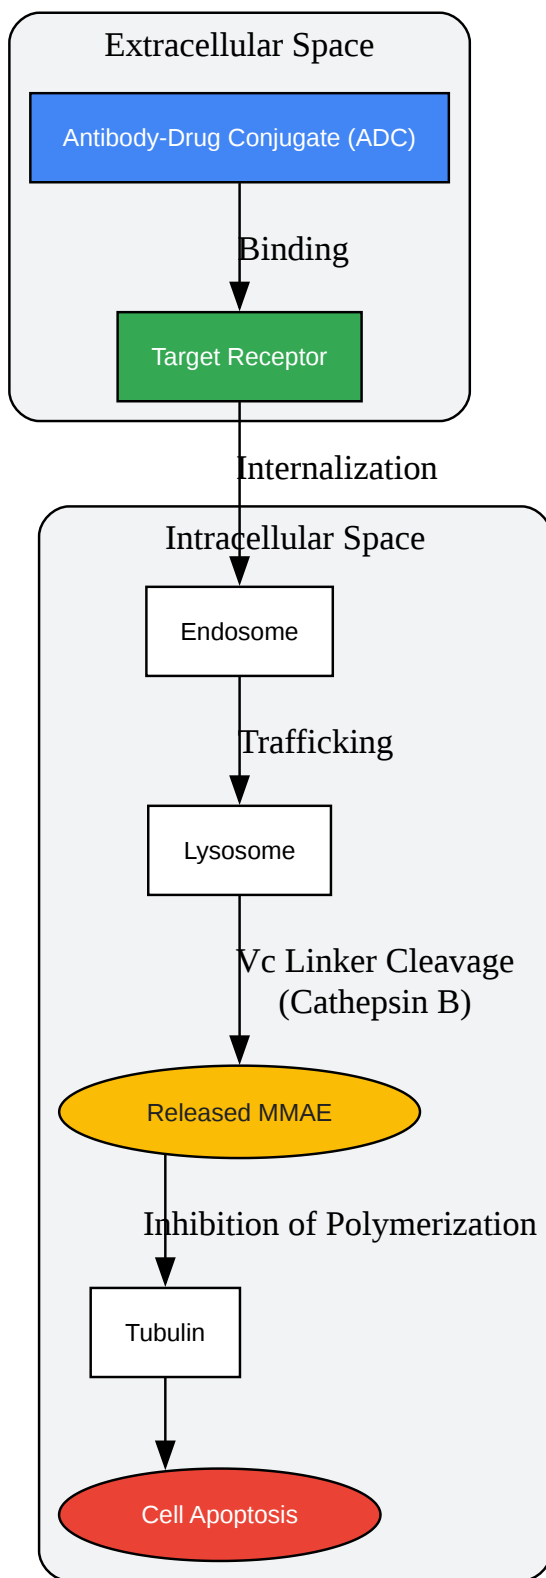 Extracellular Space
Antibody-Drug Conjugate (ADC)
Binding
Target Receptor
Internalization
Intracellular Space
Endosome
Trafficking
Lysosome
Vc Linker Cleavage
(Cathepsin B)
Released MMAE
Inhibition of Polymerization
Tubulin
Cell Apoptosis